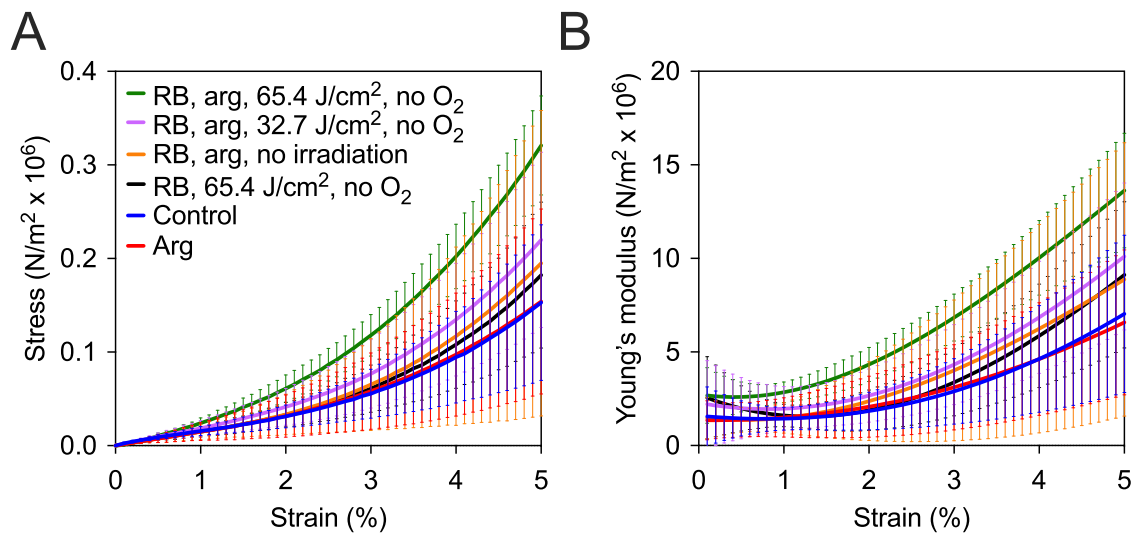 A
Stress (N/m² x 10⁶)
0.4
0.3
0.2
0.1
0.0
RB, arg, 65.4 J/cm², no O₂
RB, arg, 32.7 J/cm², no O₂
RB, arg, no irradiation
RB, 65.4 J/cm², no O₂
Control
Arg
0 1 2 3 4 5
Strain (%)
B
Young's modulus (N/m² x 10⁶)
20
15
10
5
0
0 1 2 3 4 5
Strain (%)